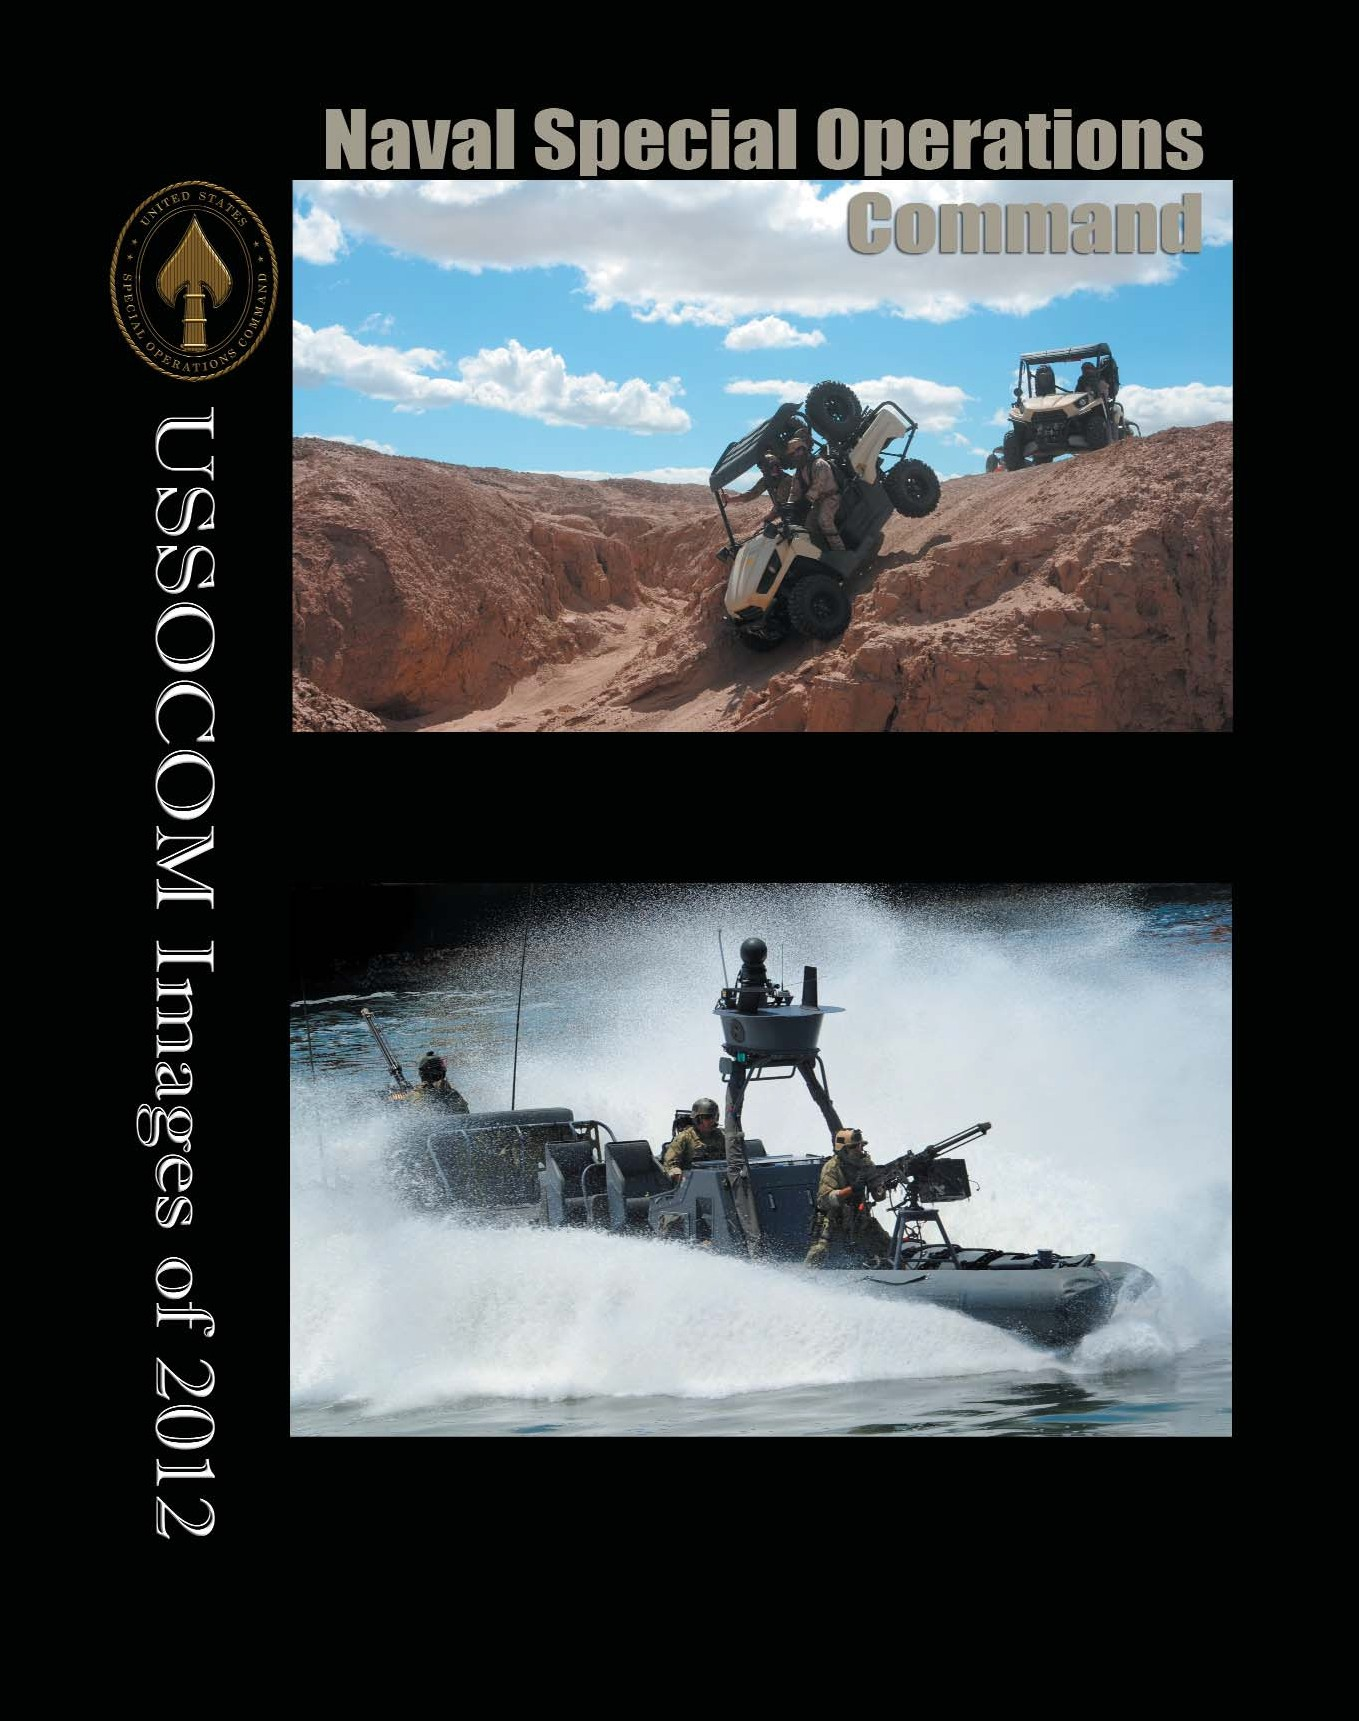 Naval Special Operations
Command
UNITED STATES
SPECIAL OPERATIONS COMMAND
USSOCOM Images of 2012